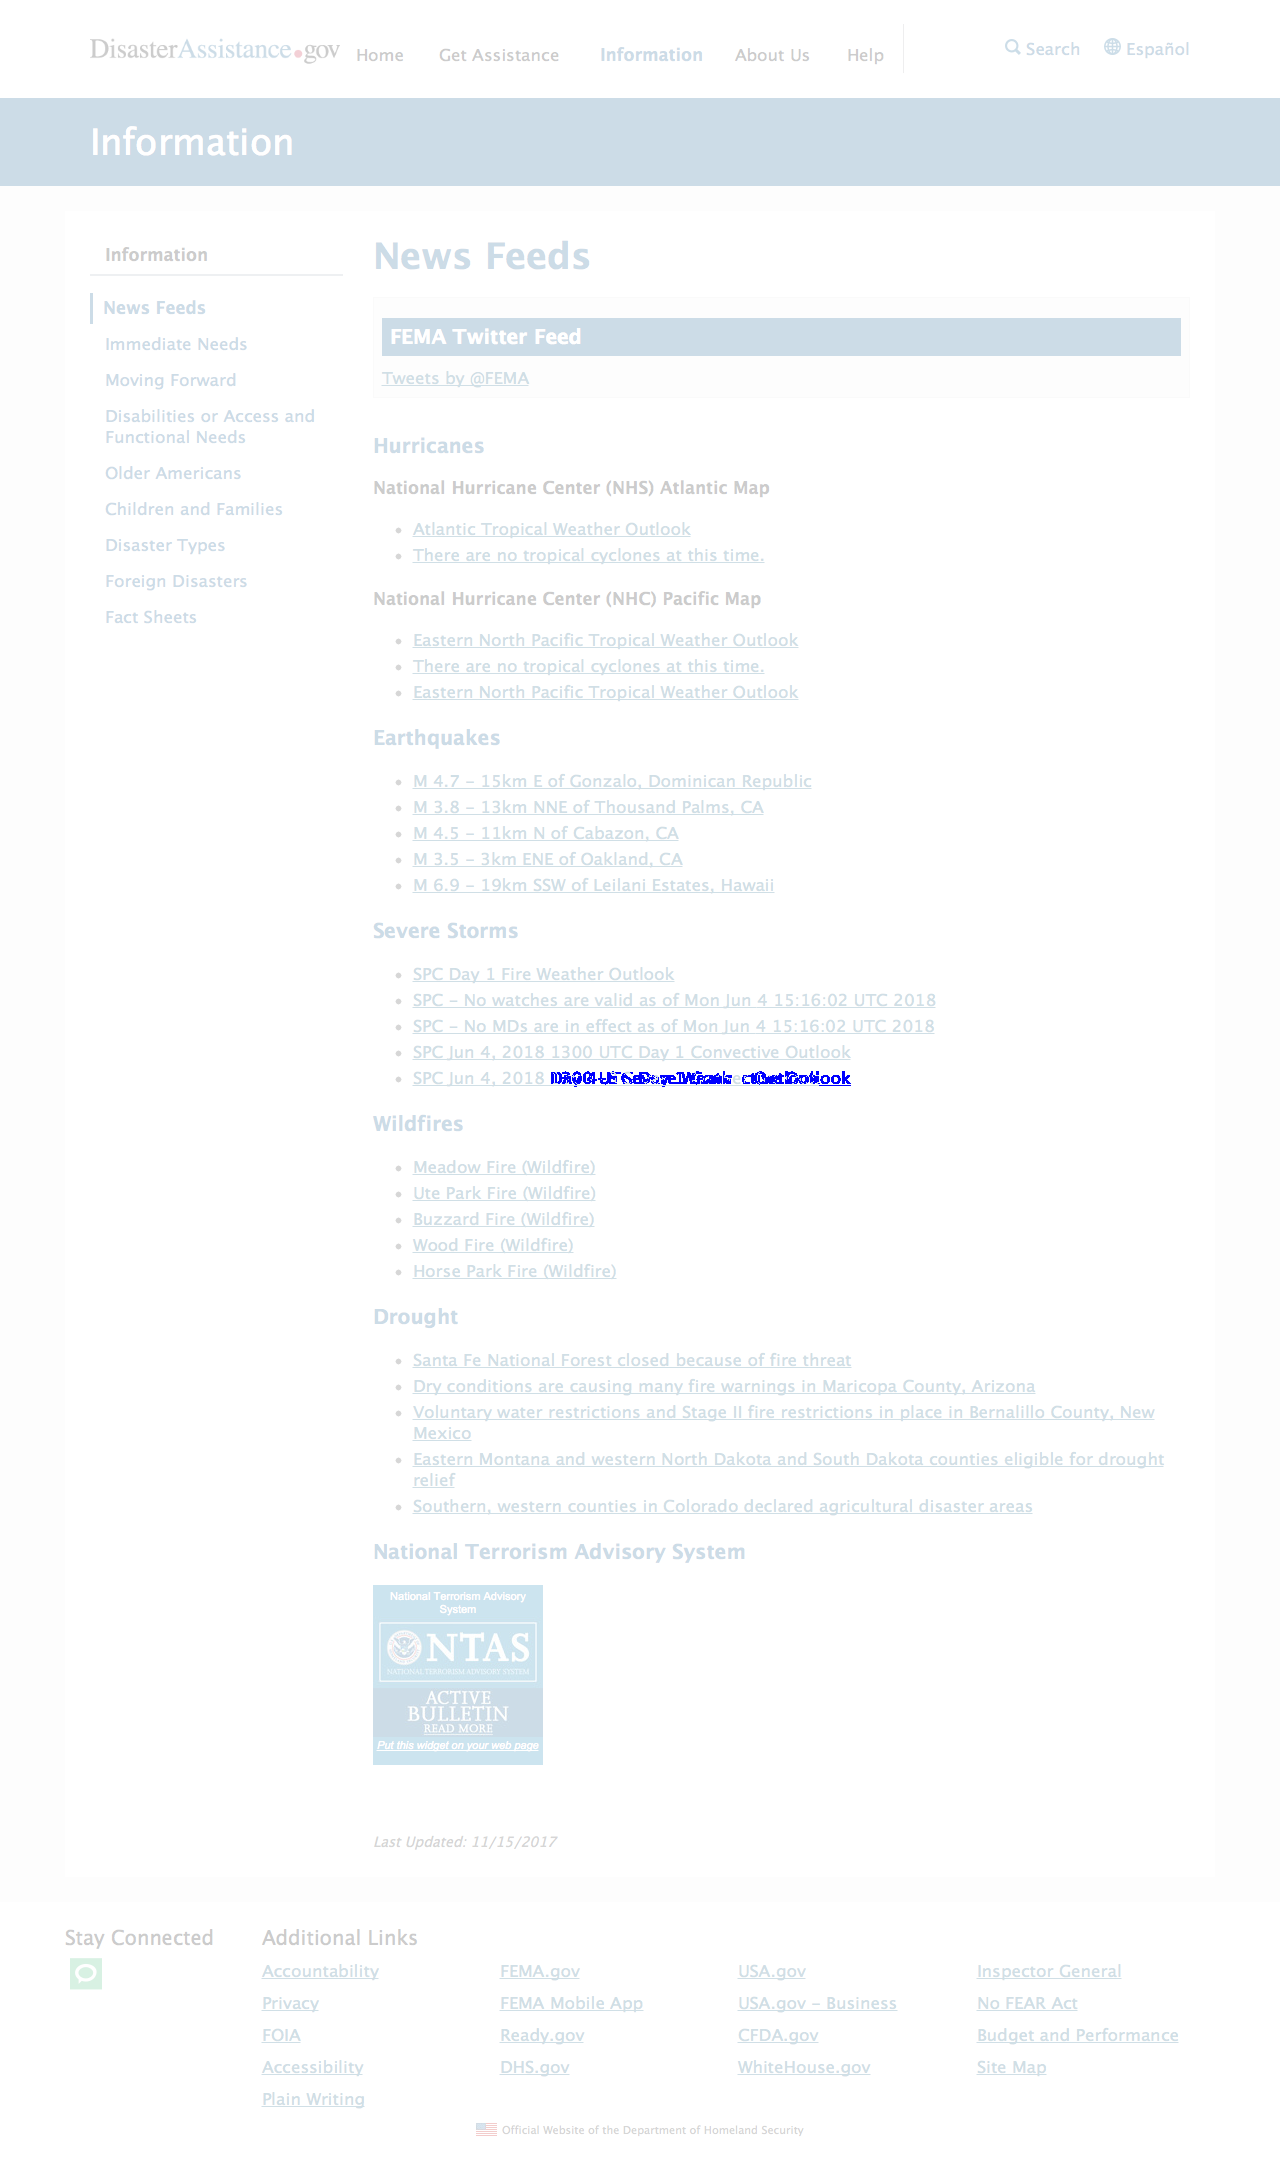 DisasterAssistance.gov
Home Get Assistance Information About Us Help
Search Español
Information
Information
News Feeds
Immediate Needs
Moving Forward
Disabilities or Access and
Functional Needs
Older Americans
Children and Families
Disaster Types
Foreign Disasters
Fact Sheets
News Feeds
FEMA Twitter Feed
Tweets by @FEMA
Hurricanes
National Hurricane Center (NHS) Atlantic Map
Atlantic Tropical Weather Outlook
There are no tropical cyclones at this time.
National Hurricane Center (NHC) Pacific Map
Eastern North Pacific Tropical Weather Outlook
There are no tropical cyclones at this time.
Eastern North Pacific Tropical Weather Outlook
Earthquakes
M 4.7 - 15km E of Gonzalo, Dominican Republic
M 3.8 - 13km NNE of Thousand Palms, CA
M 4.5 - 11km N of Cabazon, CA
M 3.5 - 3km ENE of Oakland, CA
M 6.9 - 19km SSW of Leilani Estates, Hawaii
Severe Storms
SPC Day 1 Fire Weather Outlook
SPC - No watches are valid as of Mon Jun 4 15:16:02 UTC 2018
SPC - No MDs are in effect as of Mon Jun 4 15:16:02 UTC 2018
SPC Jun 4, 2018 1300 UTC Day 1 Convective Outlook
SPC Jun 4, 2018
Wildfires
Meadow Fire (Wildfire)
Ute Park Fire (Wildfire)
Buzzard Fire (Wildfire)
Wood Fire (Wildfire)
Horse Park Fire (Wildfire)
Drought
Santa Fe National Forest closed because of fire threat
Dry conditions are causing many fire warnings in Maricopa County, Arizona
Voluntary water restrictions and Stage II fire restrictions in place in Bernalillo County, New
Mexico
Eastern Montana and western North Dakota and South Dakota counties eligible for drought
relief
Southern, western counties in Colorado declared agricultural disaster areas
National Terrorism Advisory System
National Terrorism Advisory
System
NTAS
NATIONAL TERRORISM ADVISORY SYSTEM
ACTIVE
BULLETIN
READ MORE
Put this widget on your web page
Last Updated: 11/15/2017
Stay Connected
Additional Links
Accountability FEMA.gov USA.gov Inspector General
Privacy FEMA Mobile App USA.gov - Business No FEAR Act
FOIA Ready.gov CFDA.gov Budget and Performance
Accessibility DHS.gov WhiteHouse.gov Site Map
Plain Writing
Official Website of the Department of Homeland Security